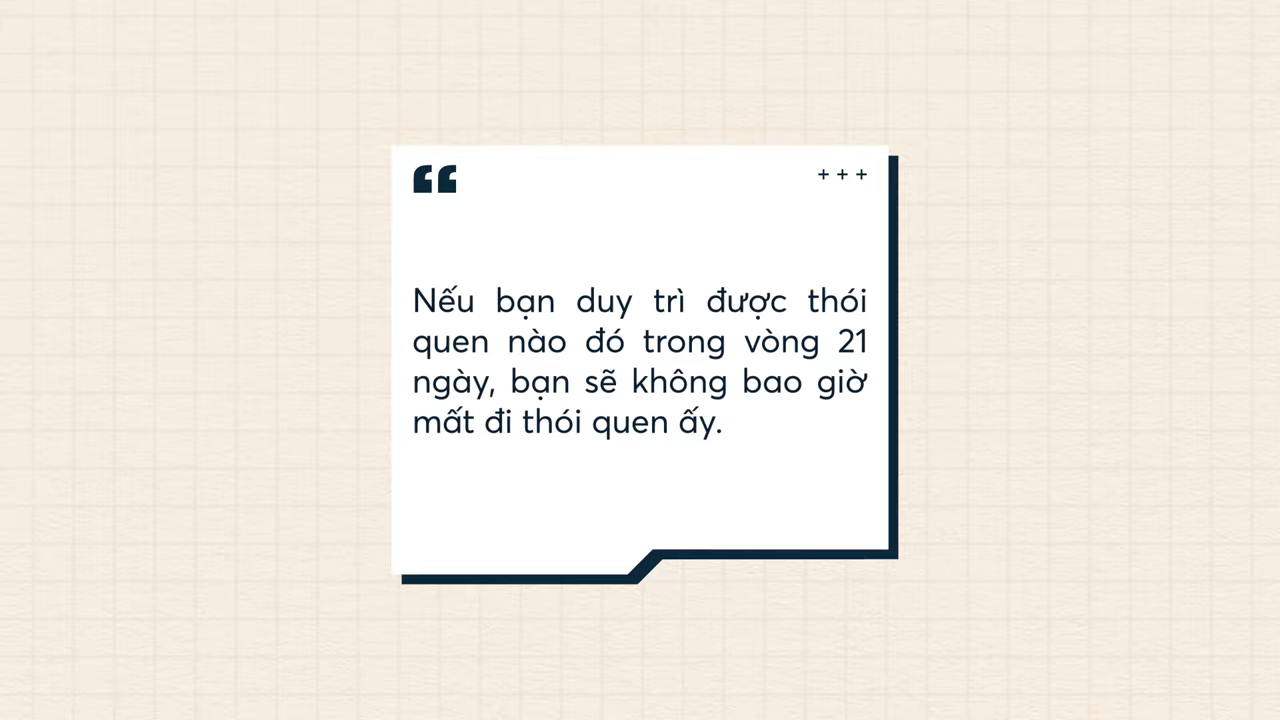 “
+ + +
Nếu bạn duy trì được thói
quen nào đó trong vòng 21
ngày, bạn sẽ không bao giờ
mất đi thói quen ấy.